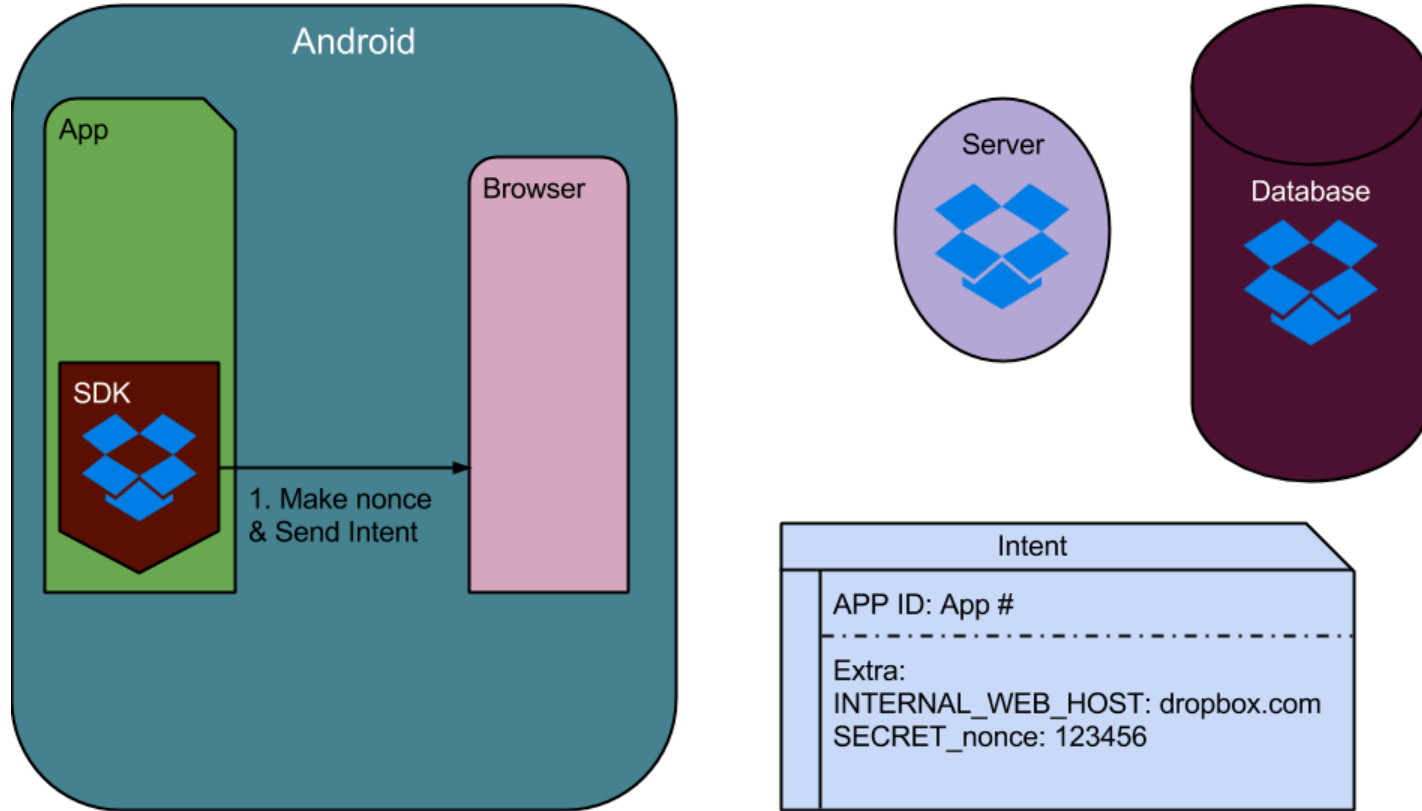 Android
App
Browser
SDK
1. Make nonce
& Send Intent
Server
Database
Intent
APP ID: App #
Extra:
INTERNAL_WEB_HOST: dropbox.com
SECRET_nonce: 123456